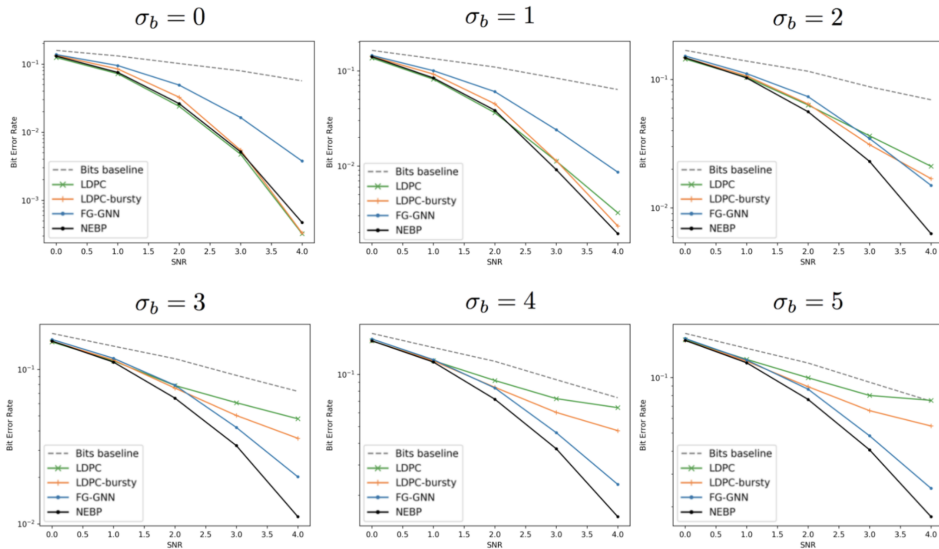 σ_b = 0
10⁻¹
10⁻²
10⁻³
Bit Error Rate
Bits baseline
LDPC
LDPC-bursty
FG-GNN
NEBP
0.0 0.5 1.0 1.5 2.0 2.5 3.0 3.5 4.0
SNR
σ_b = 1
10⁻¹
10⁻²
Bit Error Rate
Bits baseline
LDPC
LDPC-bursty
FG-GNN
NEBP
0.0 0.5 1.0 1.5 2.0 2.5 3.0 3.5 4.0
SNR
σ_b = 2
10⁻¹
10⁻²
Bit Error Rate
Bits baseline
LDPC
LDPC-bursty
FG-GNN
NEBP
0.0 0.5 1.0 1.5 2.0 2.5 3.0 3.5 4.0
SNR
σ_b = 3
10⁻¹
10⁻²
Bit Error Rate
Bits baseline
LDPC
LDPC-bursty
FG-GNN
NEBP
0.0 0.5 1.0 1.5 2.0 2.5 3.0 3.5 4.0
SNR
σ_b = 4
10⁻¹
Bit Error Rate
Bits baseline
LDPC
LDPC-bursty
FG-GNN
NEBP
0.0 0.5 1.0 1.5 2.0 2.5 3.0 3.5 4.0
SNR
σ_b = 5
10⁻¹
Bit Error Rate
Bits baseline
LDPC
LDPC-bursty
FG-GNN
NEBP
0.0 0.5 1.0 1.5 2.0 2.5 3.0 3.5 4.0
SNR